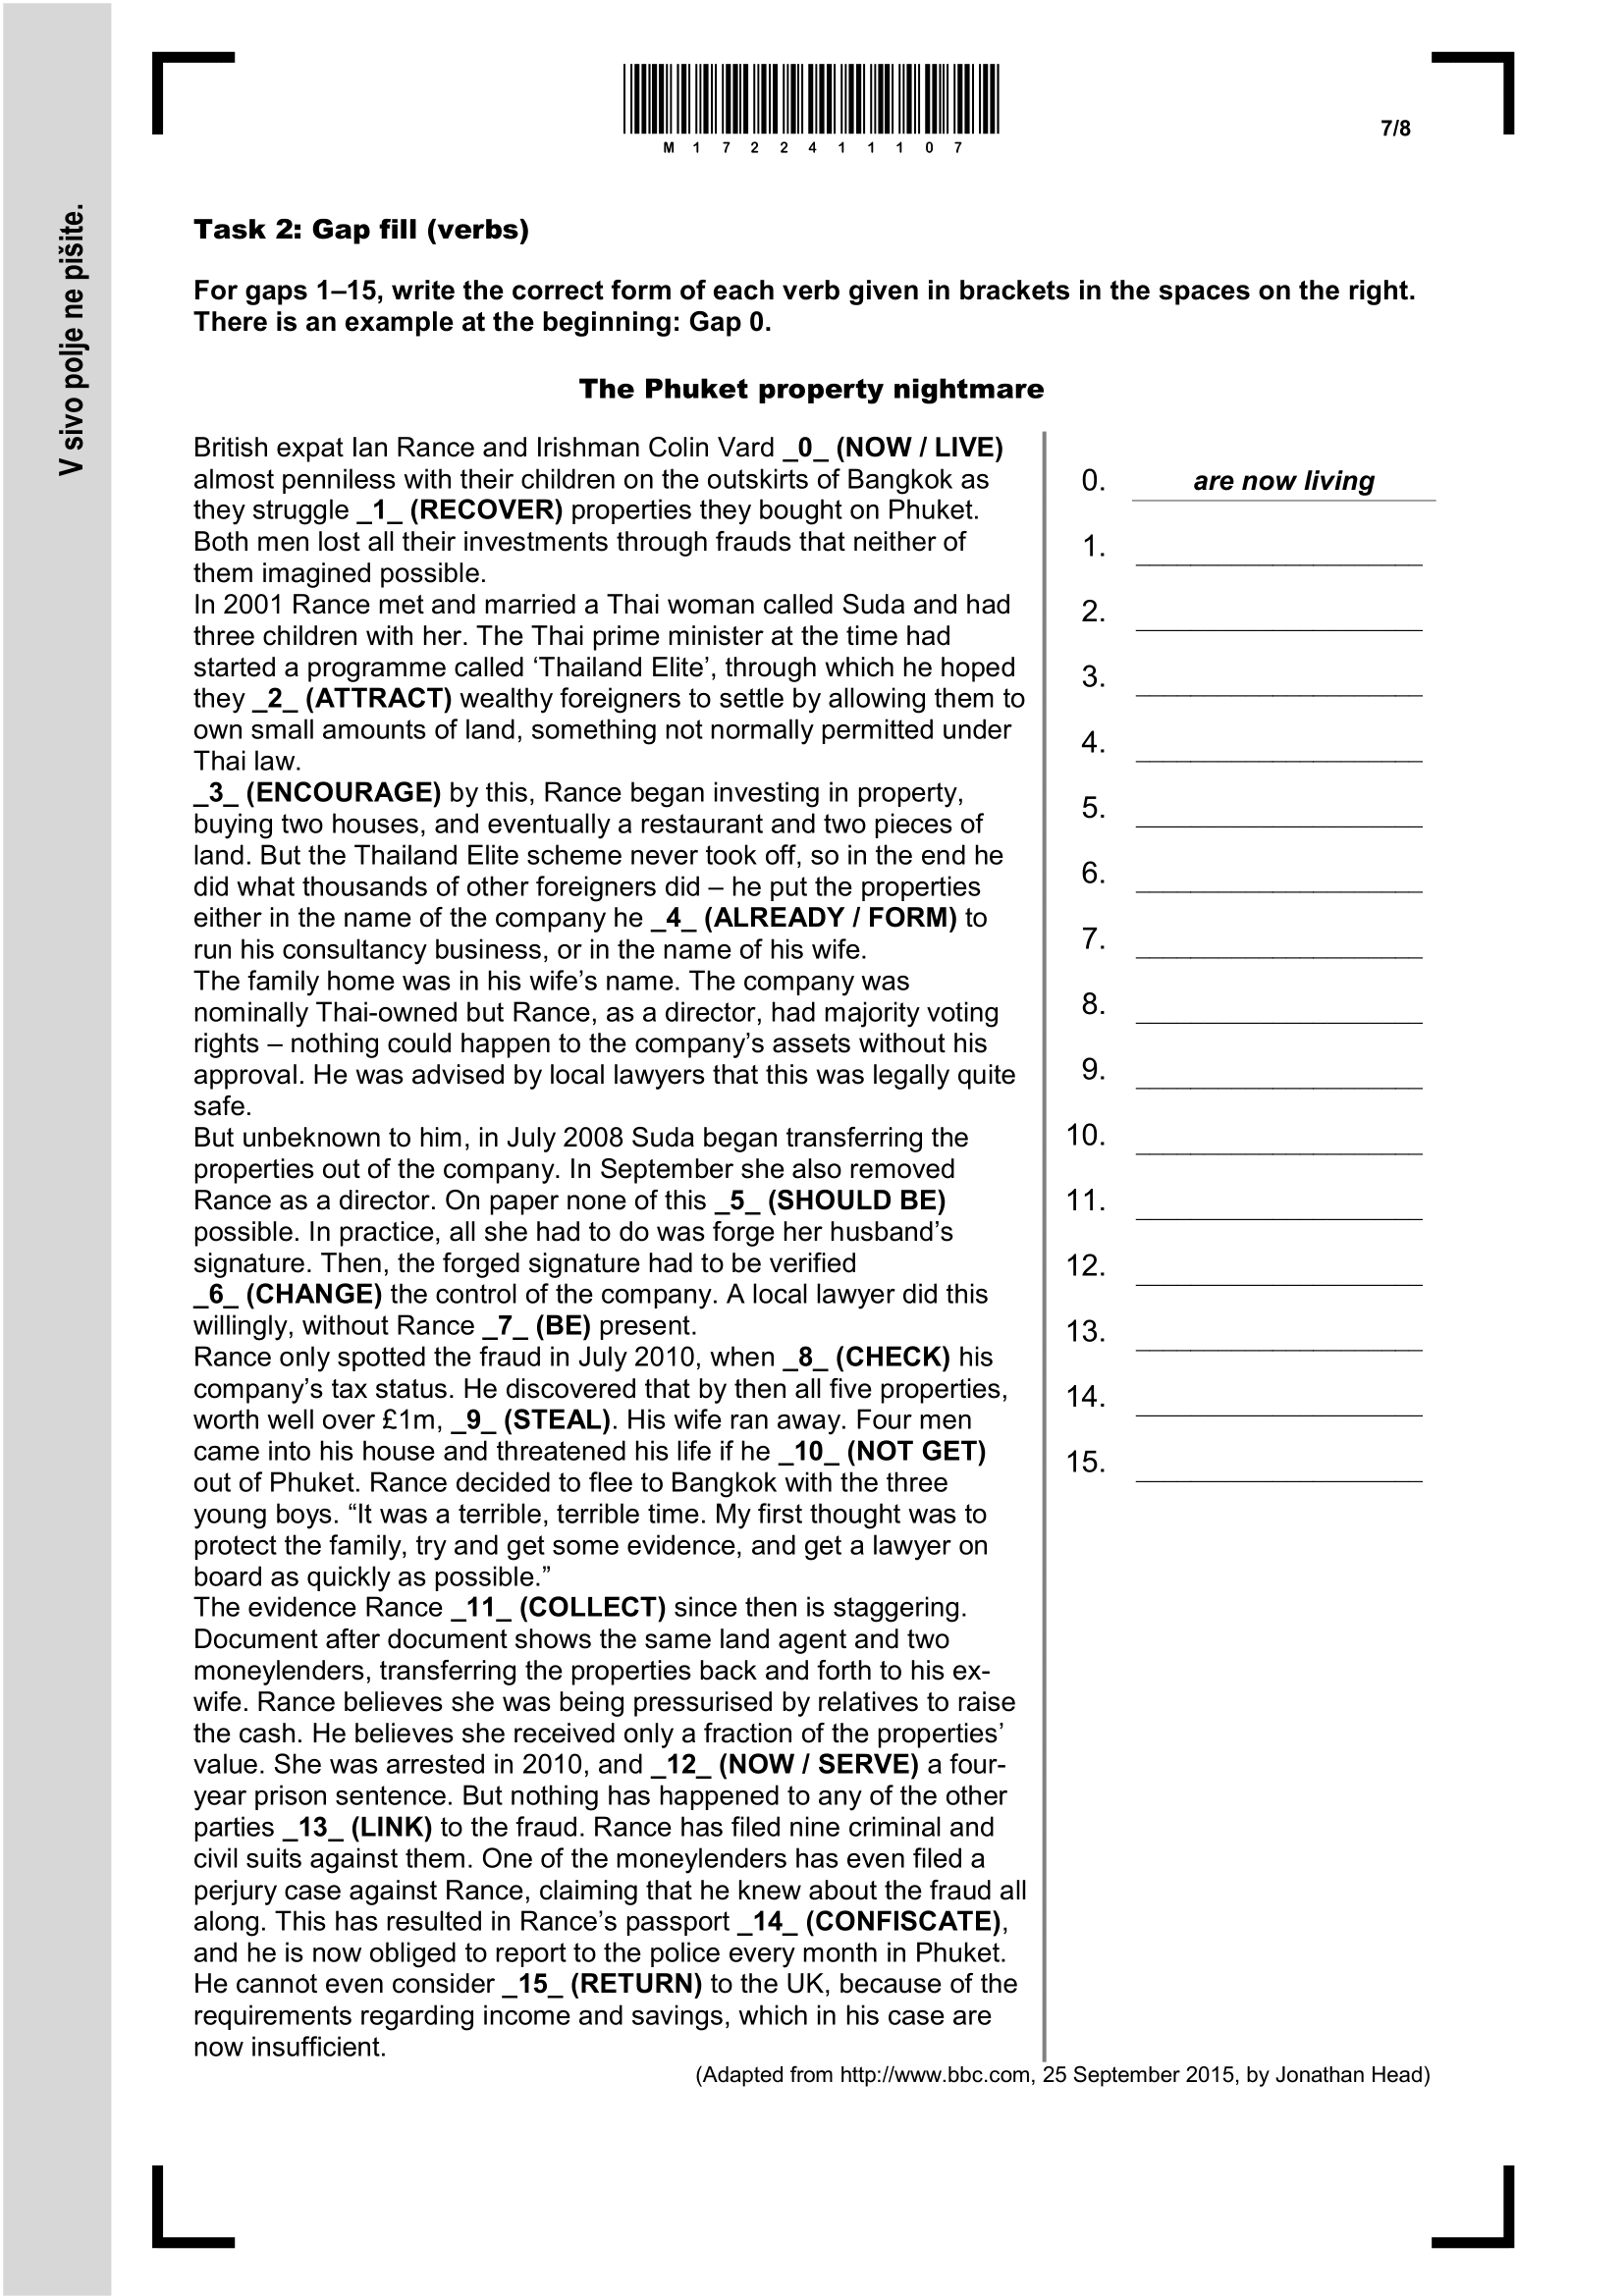 M1722411107
7/8
V sivo polje ne pišite.
Task 2: Gap fill (verbs)
For gaps 1–15, write the correct form of each verb given in brackets in the spaces on the right.
There is an example at the beginning: Gap 0.
The Phuket property nightmare
British expat Ian Rance and Irishman Colin Vard _0_ (NOW / LIVE)
almost penniless with their children on the outskirts of Bangkok as
they struggle _1_ (RECOVER) properties they bought on Phuket.
Both men lost all their investments through frauds that neither of
them imagined possible.
In 2001 Rance met and married a Thai woman called Suda and had
three children with her. The Thai prime minister at the time had
started a programme called ‘Thailand Elite’, through which he hoped
they _2_ (ATTRACT) wealthy foreigners to settle by allowing them to
own small amounts of land, something not normally permitted under
Thai law.
_3_ (ENCOURAGE) by this, Rance began investing in property,
buying two houses, and eventually a restaurant and two pieces of
land. But the Thailand Elite scheme never took off, so in the end he
did what thousands of other foreigners did – he put the properties
either in the name of the company he _4_ (ALREADY / FORM) to
run his consultancy business, or in the name of his wife.
The family home was in his wife’s name. The company was
nominally Thai-owned but Rance, as a director, had majority voting
rights – nothing could happen to the company’s assets without his
approval. He was advised by local lawyers that this was legally quite
safe.
But unbeknown to him, in July 2008 Suda began transferring the
properties out of the company. In September she also removed
Rance as a director. On paper none of this _5_ (SHOULD BE)
possible. In practice, all she had to do was forge her husband’s
signature. Then, the forged signature had to be verified
_6_ (CHANGE) the control of the company. A local lawyer did this
willingly, without Rance _7_ (BE) present.
Rance only spotted the fraud in July 2010, when _8_ (CHECK) his
company’s tax status. He discovered that by then all five properties,
worth well over £1m, _9_ (STEAL). His wife ran away. Four men
came into his house and threatened his life if he _10_ (NOT GET)
out of Phuket. Rance decided to flee to Bangkok with the three
young boys. “It was a terrible, terrible time. My first thought was to
protect the family, try and get some evidence, and get a lawyer on
board as quickly as possible.”
The evidence Rance _11_ (COLLECT) since then is staggering.
Document after document shows the same land agent and two
moneylenders, transferring the properties back and forth to his ex-
wife. Rance believes she was being pressurised by relatives to raise
the cash. He believes she received only a fraction of the properties’
value. She was arrested in 2010, and _12_ (NOW / SERVE) a four-
year prison sentence. But nothing has happened to any of the other
parties _13_ (LINK) to the fraud. Rance has filed nine criminal and
civil suits against them. One of the moneylenders has even filed a
perjury case against Rance, claiming that he knew about the fraud all
along. This has resulted in Rance’s passport _14_ (CONFISCATE),
and he is now obliged to report to the police every month in Phuket.
He cannot even consider _15_ (RETURN) to the UK, because of the
requirements regarding income and savings, which in his case are
now insufficient.
0. are now living
1.
2.
3.
4.
5.
6.
7.
8.
9.
10.
11.
12.
13.
14.
15.
(Adapted from http://www.bbc.com, 25 September 2015, by Jonathan Head)